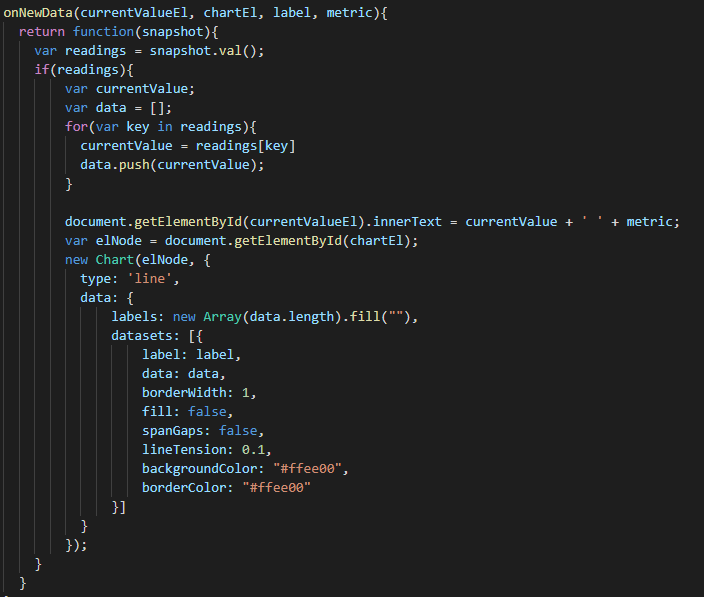 onNewData(currentValueEl, chartEl, label, metric){
return function(snapshot){
var readings = snapshot.val();
if(readings){
var currentValue;
var data = [];
for(var key in readings){
currentValue = readings[key]
data.push(currentValue);
}
document.getElementById(currentValueEl).innerText = currentValue + ' ' + metric;
var elNode = document.getElementById(chartEl);
new Chart(elNode, {
type: 'line',
data: {
labels: new Array(data.length).fill(""),
datasets: [{
label: label,
data: data,
borderWidth: 1,
fill: false,
spanGaps: false,
lineTension: 0.1,
backgroundColor: "#ffee00",
borderColor: "#ffee00"
}]
}
});
}
}